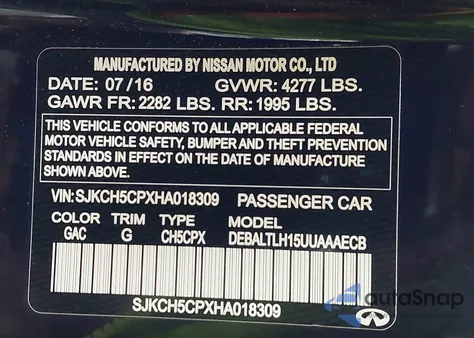 MANUFACTURED BY NISSAN MOTOR CO., LTD
DATE: 07/16 GVWR: 4277 LBS.
GAWR FR: 2282 LBS. RR: 1995 LBS.
THIS VEHICLE CONFORMS TO ALL APPLICABLE FEDERAL
MOTOR VEHICLE SAFETY, BUMPER AND THEFT PREVENTION
STANDARDS IN EFFECT ON THE DATE OF MANUFACTURE
SHOWN ABOVE.
VIN: SJKCH5CPXHA018309 PASSENGER CAR
COLOR TRIM TYPE MODEL
GAC G CH5CPX DEBALTLH15UUAAAECB
SJKCH5CPXHA018309
autoSnap